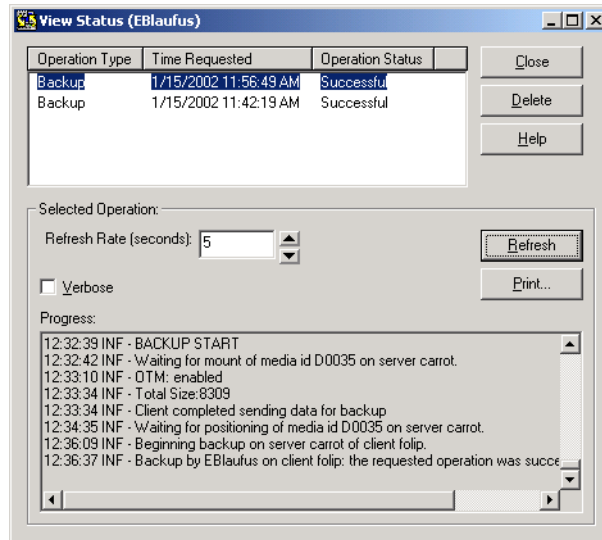 View Status (EBlaufus)
Operation Type Time Requested Operation Status
Backup 1/15/2002 11:56:49 AM Successful
Backup 1/15/2002 11:42:19 AM Successful
Close
Delete
Help
Selected Operation:
Refresh Rate (seconds): 5
Refresh
Verbose
Print...
Progress:
12:32:39 INF - BACKUP START
12:32:42 INF - Waiting for mount of media id D0035 on server carrot.
12:33:10 INF - OTM: enabled
12:33:34 INF - Total Size:8309
12:33:34 INF - Client completed sending data for backup
12:34:35 INF - Waiting for positioning of media id D0035 on server carrot.
12:36:09 INF - Beginning backup on server carrot of client folip.
12:36:37 INF - Backup by EBlaufus on client folip: the requested operation was succe